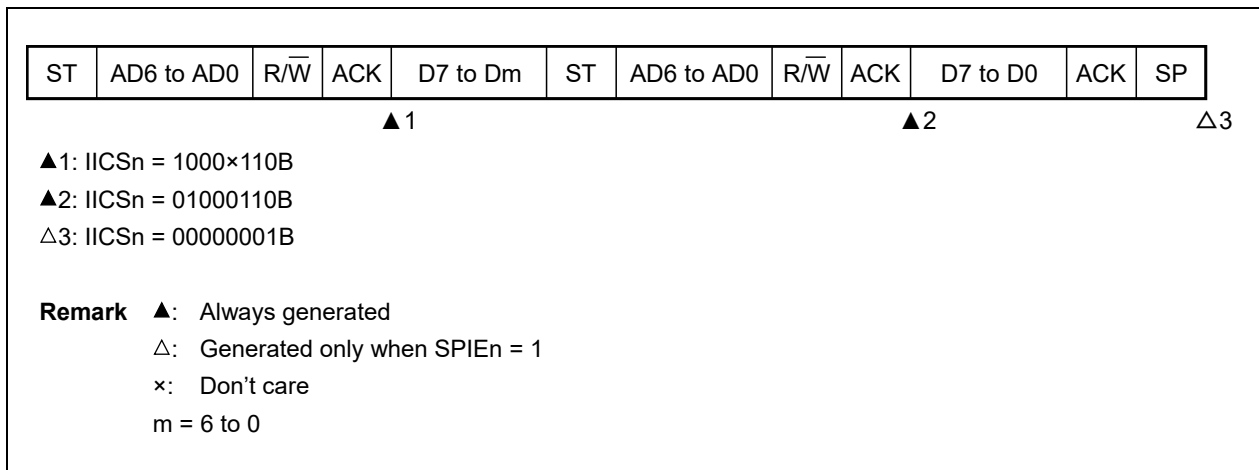 ST AD6 to AD0 R/W̅ ACK D7 to Dm ST AD6 to AD0 R/W̅ ACK D7 to D0 ACK SP
▲1 ▲2 △3
▲1: IICSn = 1000×110B
▲2: IICSn = 01000110B
△3: IICSn = 00000001B
Remark ▲: Always generated
△: Generated only when SPIEn = 1
×: Don’t care
m = 6 to 0